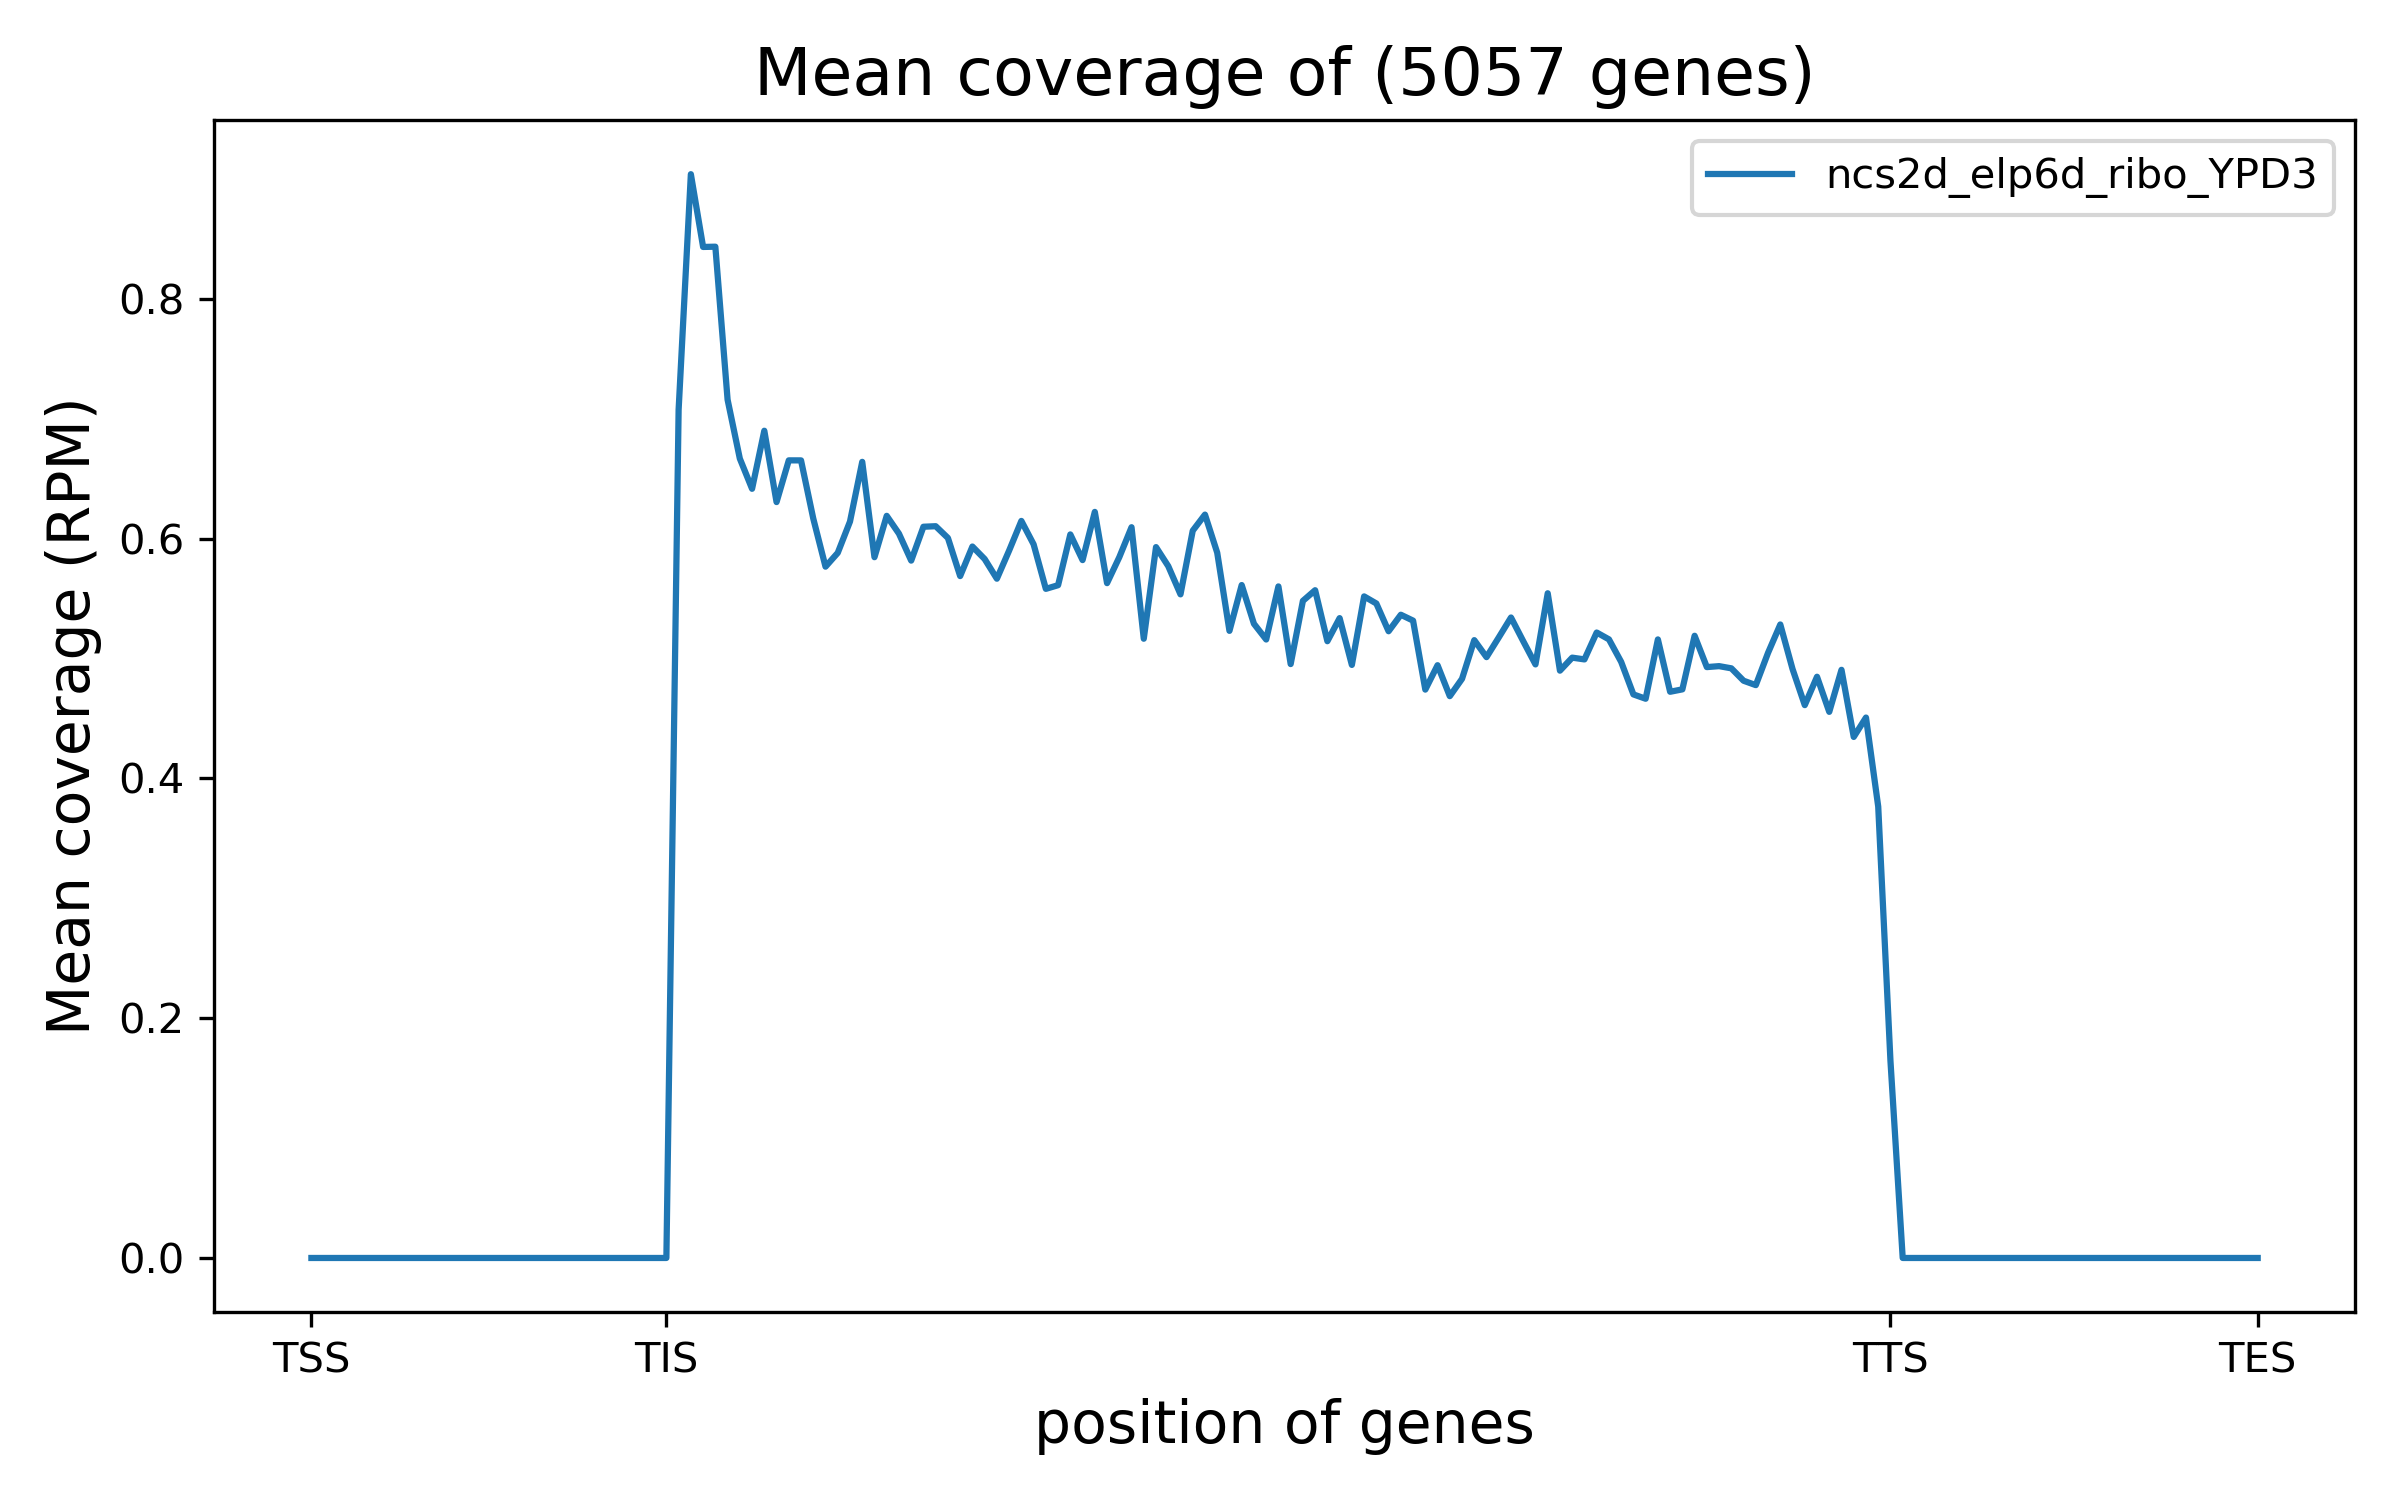 Mean coverage of (5057 genes)
ncs2d_elp6d_ribo_YPD3
Mean coverage (RPM)
0.8
0.6
0.4
0.2
0.0
TSS TIS TTS TES
position of genes